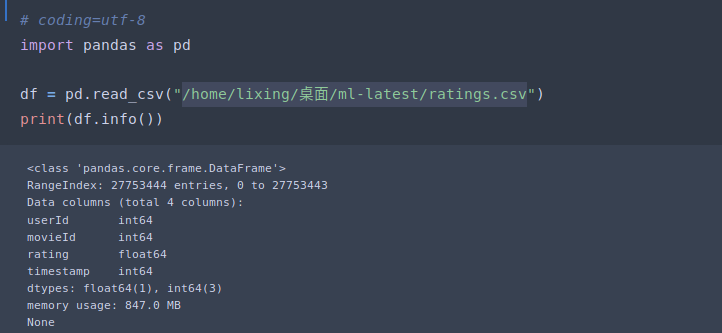 # coding=utf-8
import pandas as pd
df = pd.read_csv("/home/lixing/桌面/ml-latest/ratings.csv")
print(df.info())
<class 'pandas.core.frame.DataFrame'>
RangeIndex: 27753444 entries, 0 to 27753443
Data columns (total 4 columns):
userId       int64
movieId      int64
rating       float64
timestamp    int64
dtypes: float64(1), int64(3)
memory usage: 847.0 MB
None